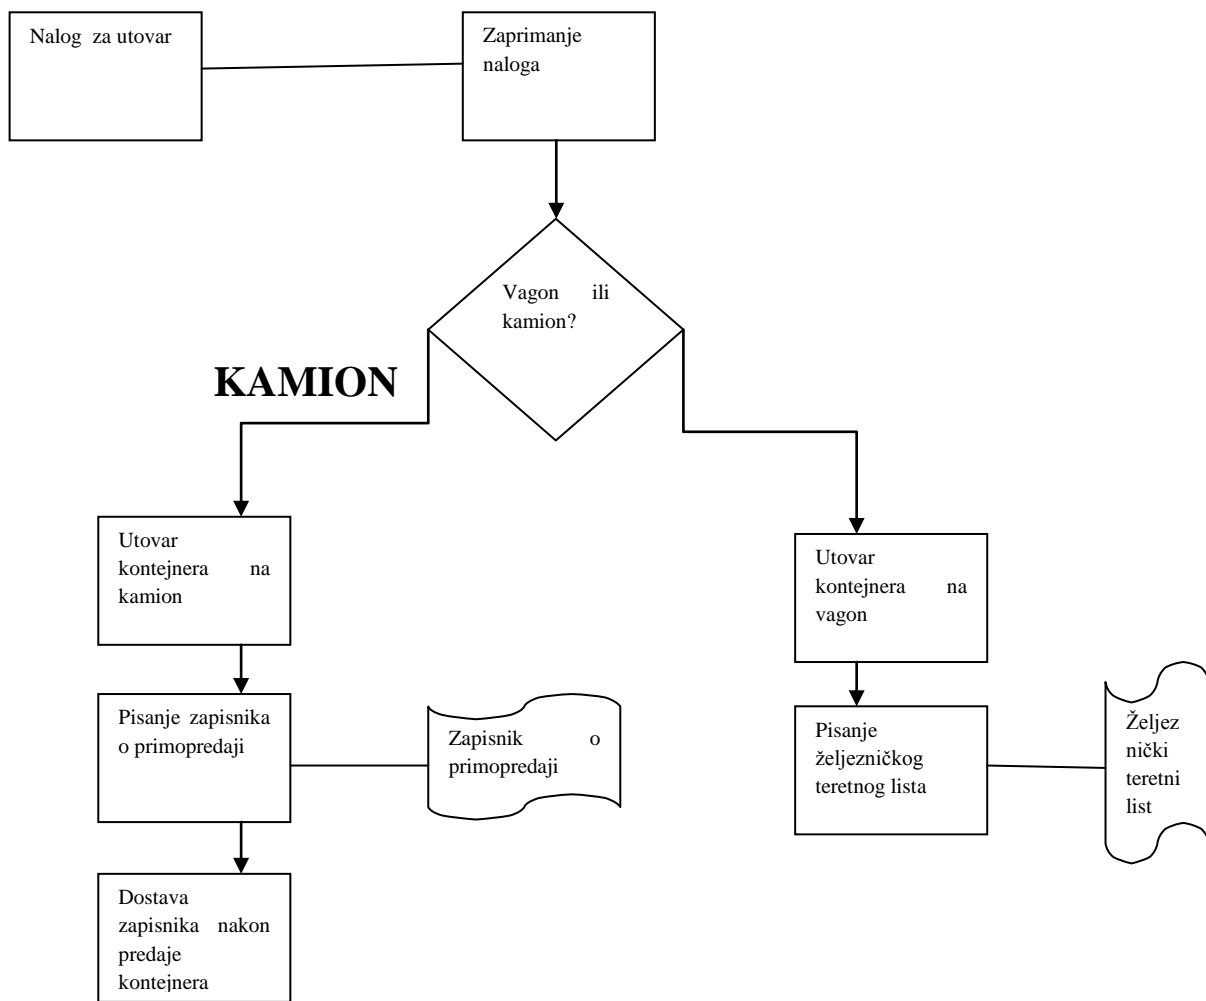 Nalog za utovar
Zaprimanje
naloga
Vagon ili
kamion?
KAMION
Utovar
kontejnera na
kamion
Utovar
kontejnera na
vagon
Pisanje zapisnika
o primopredaji
Zapisnik o
primopredaji
Pisanje
željezničkog
teretnog lista
Željez
nički
teretni
list
Dostava
zapisnika nakon
predaje
kontejnera